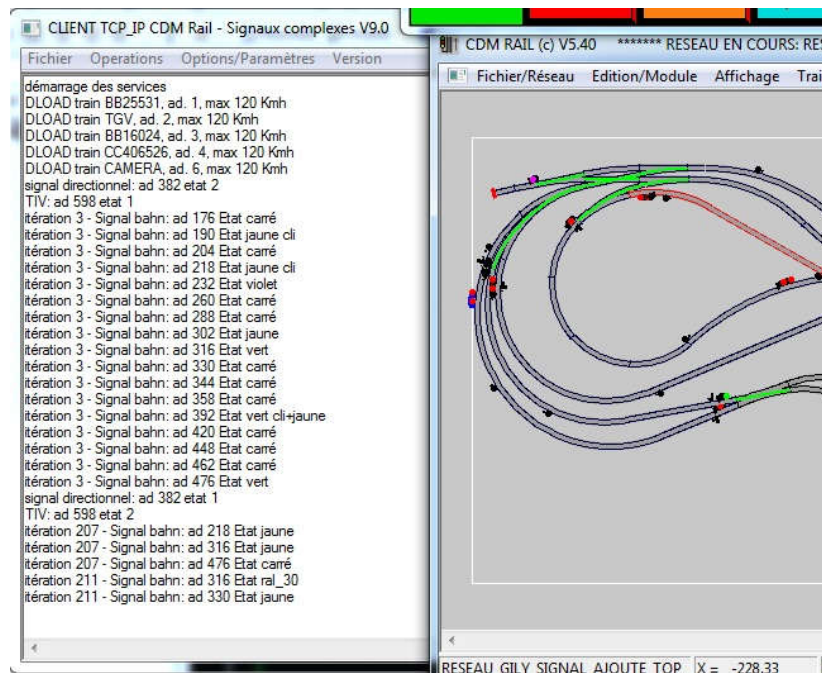 CLIENT TCP_IP CDM Rail - Signaux complexes V9.0
Fichier Operations Options/Paramètres Version
démarrage des services
DLOAD train BB25531, ad. 1, max 120 Kmh
DLOAD train TGV, ad. 2, max 120 Kmh
DLOAD train BB16024, ad. 3, max 120 Kmh
DLOAD train CC406526, ad. 4, max 120 Kmh
DLOAD train CAMERA, ad. 6, max 120 Kmh
signal directionnel: ad 382 etat 2
TIV: ad 598 etat 1
itération 3 - Signal bahn: ad 176 Etat carré
itération 3 - Signal bahn: ad 190 Etat jaune cli
itération 3 - Signal bahn: ad 204 Etat carré
itération 3 - Signal bahn: ad 218 Etat jaune cli
itération 3 - Signal bahn: ad 232 Etat violet
itération 3 - Signal bahn: ad 260 Etat carré
itération 3 - Signal bahn: ad 288 Etat carré
itération 3 - Signal bahn: ad 302 Etat jaune
itération 3 - Signal bahn: ad 316 Etat vert
itération 3 - Signal bahn: ad 330 Etat carré
itération 3 - Signal bahn: ad 344 Etat carré
itération 3 - Signal bahn: ad 358 Etat carré
itération 3 - Signal bahn: ad 392 Etat vert cli+jaune
itération 3 - Signal bahn: ad 420 Etat carré
itération 3 - Signal bahn: ad 448 Etat carré
itération 3 - Signal bahn: ad 462 Etat carré
itération 3 - Signal bahn: ad 476 Etat vert
signal directionnel: ad 382 etat 1
TIV: ad 598 etat 2
itération 207 - Signal bahn: ad 218 Etat jaune
itération 207 - Signal bahn: ad 316 Etat jaune
itération 207 - Signal bahn: ad 476 Etat carré
itération 211 - Signal bahn: ad 316 Etat ral_30
itération 211 - Signal bahn: ad 330 Etat jaune
CDM RAIL (c) V5.40 ******* RESEAU EN COURS: RES
Fichier/Réseau Edition/Module Affichage Trai
RESEAU_GILY_SIGNAL_AJOUTE_TOP X = -228.33